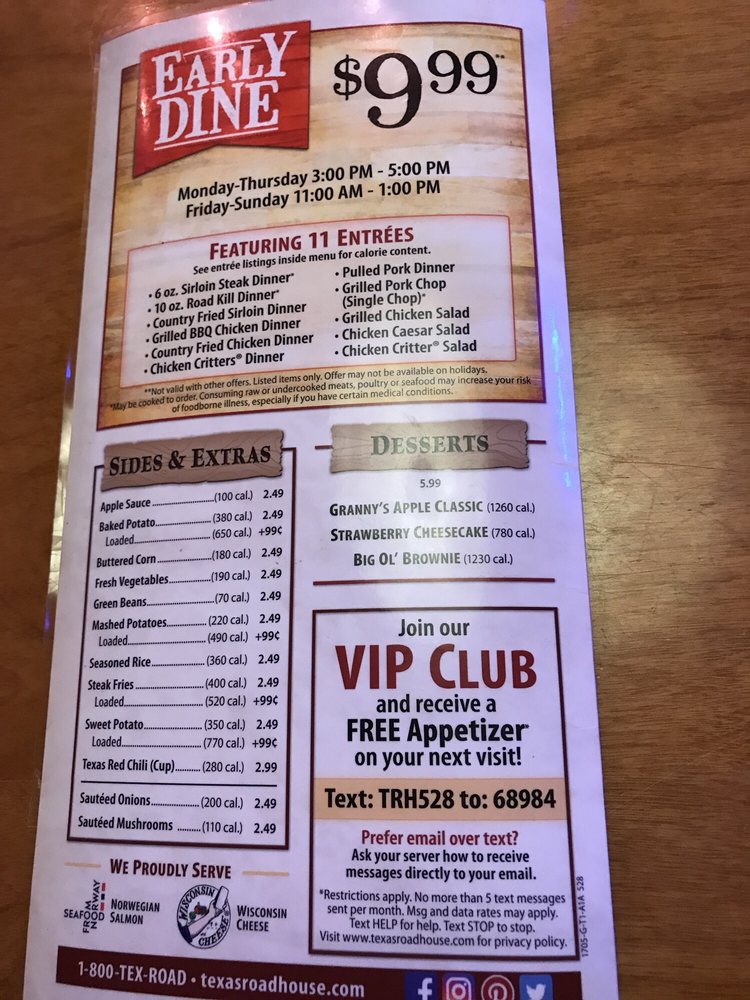 EARLY
DINE
$9.99**
Monday-Thursday 3:00 PM - 5:00 PM
Friday-Sunday 11:00 AM - 1:00 PM
FEATURING 11 ENTRÉES
See entrée listings inside menu for calorie content.
• 6 oz. Sirloin Steak Dinner*
• 10 oz. Road Kill Dinner*
• Country Fried Sirloin Dinner
• Grilled BBQ Chicken Dinner
• Country Fried Chicken Dinner
• Chicken Critters® Dinner
• Pulled Pork Dinner
• Grilled Pork Chop
(Single Chop)*
• Grilled Chicken Salad
• Chicken Caesar Salad
• Chicken Critter® Salad
**Not valid with other offers. Listed items only. Offer may not be available on holidays.
*May be cooked to order. Consuming raw or undercooked meats, poultry or seafood may increase your risk
of foodborne illness, especially if you have certain medical conditions.
SIDES & EXTRAS
Apple Sauce (100 cal.) 2.49
Baked Potato (380 cal.) 2.49
Loaded (650 cal.) +99¢
Buttered Corn (180 cal.) 2.49
Fresh Vegetables (190 cal.) 2.49
Green Beans (70 cal.) 2.49
Mashed Potatoes (220 cal.) 2.49
Loaded (490 cal.) +99¢
Seasoned Rice (360 cal.) 2.49
Steak Fries (400 cal.) 2.49
Loaded (520 cal.) +99¢
Sweet Potato (350 cal.) 2.49
Loaded (770 cal.) +99¢
Texas Red Chili (Cup) (280 cal.) 2.99
Sautéed Onions (200 cal.) 2.49
Sautéed Mushrooms (110 cal.) 2.49
WE PROUDLY SERVE
SEAFOOD FROM NORWAY
NORWEGIAN
SALMON
WISCONSIN
CHEESE
WISCONSIN
CHEESE
DESSERTS
5.99
GRANNY'S APPLE CLASSIC (1260 cal.)
STRAWBERRY CHEESECAKE (780 cal.)
BIG OL' BROWNIE (1230 cal.)
Join our
VIP CLUB
and receive a
FREE Appetizer*
on your next visit!
Text: TRH528 to: 68984
Prefer email over text?
Ask your server how to receive
messages directly to your email.
*Restrictions apply. No more than 5 text messages
sent per month. Msg and data rates may apply.
Text HELP for help. Text STOP to stop.
Visit www.texasroadhouse.com for privacy policy.
1705-G-T1-A1A 528
1-800-TEX-ROAD • texasroadhouse.com